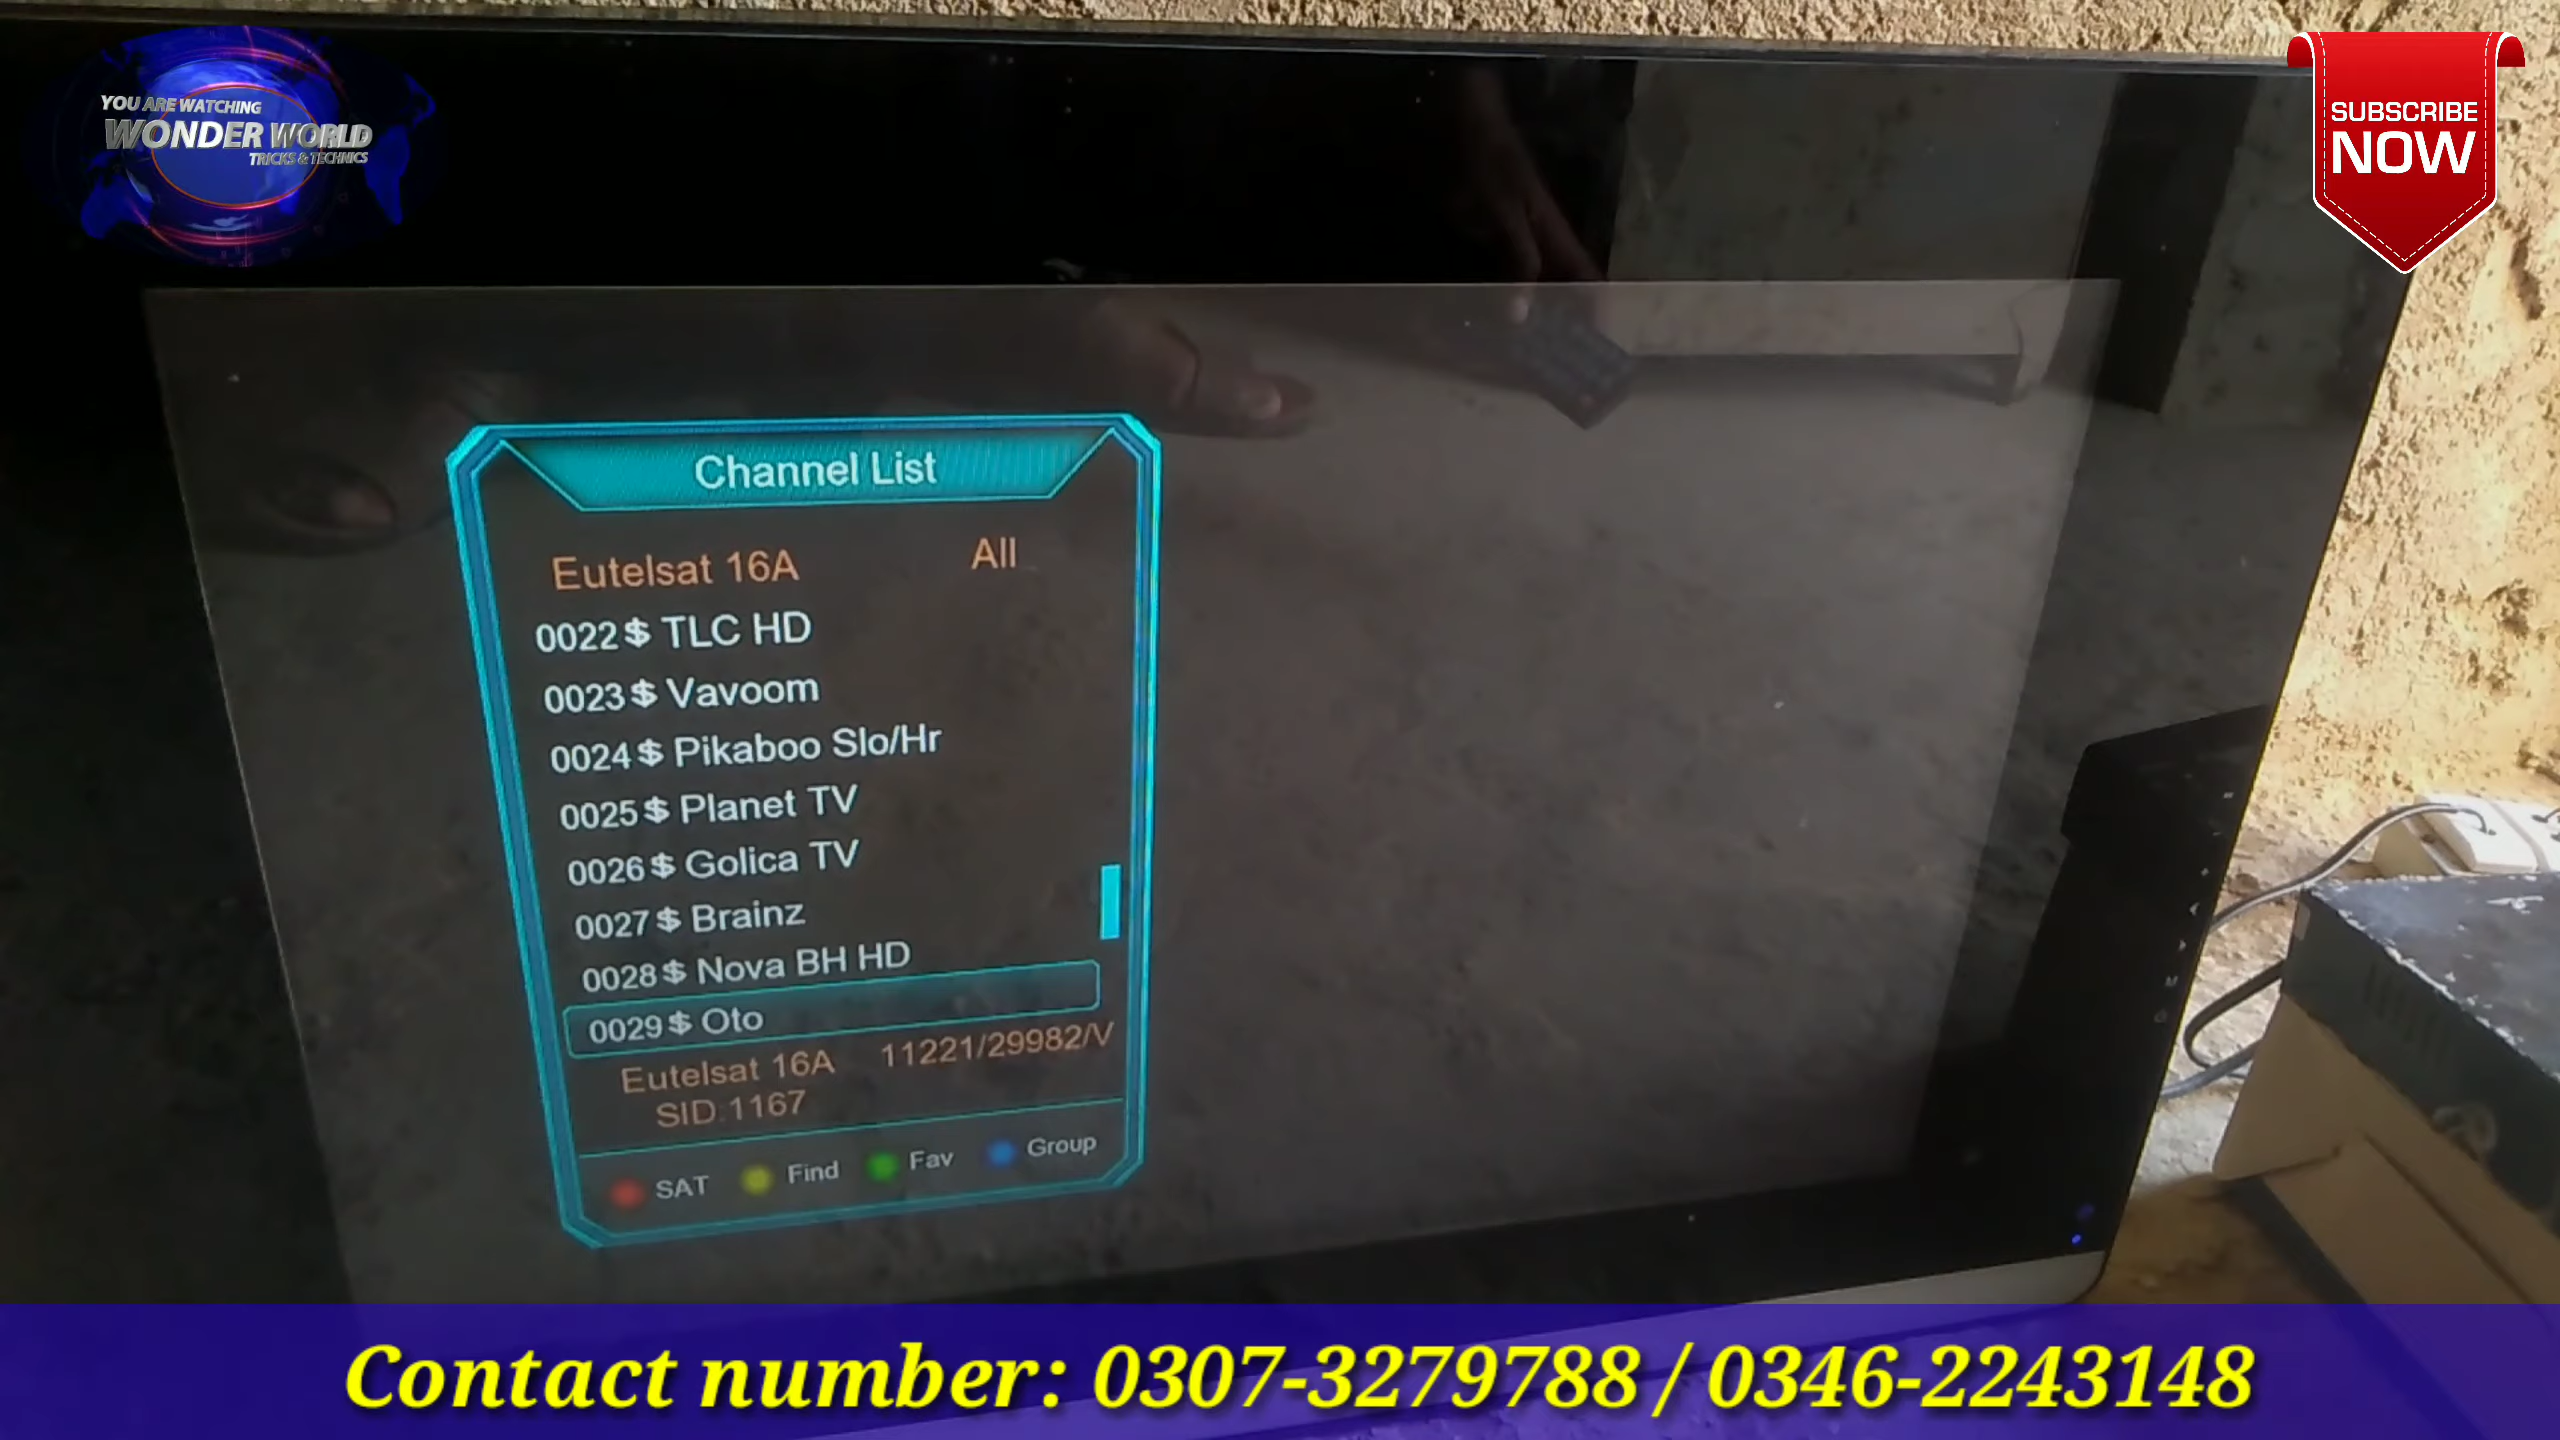 YOU ARE WATCHING
WONDER WORLD
TRICKS & TECHNICS
SUBSCRIBE
NOW
Channel List
Eutelsat 16A All
0022$ TLC HD
0023$ Vavoom
0024$ Pikaboo Slo/Hr
0025$ Planet TV
0026$ Golica TV
0027$ Brainz
0028$ Nova BH HD
0029$ Oto
Eutelsat 16A 11221/29982/V
SID:1167
SAT Find Fav Group
Contact number: 0307-3279788 / 0346-2243148